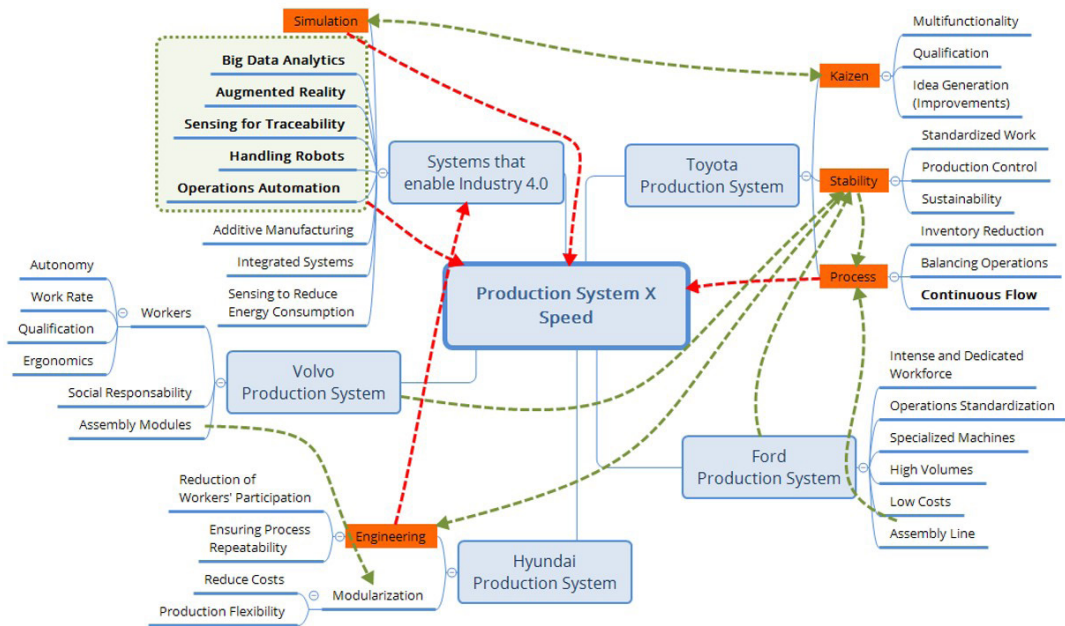 Simulation
Big Data Analytics
Augmented Reality
Sensing for Traceability
Handling Robots
Operations Automation
Additive Manufacturing
Integrated Systems
Sensing to Reduce
Energy Consumption
Systems that
enable Industry 4.0
Toyota
Production System
Kaizen
Multifunctionality
Qualification
Idea Generation
(Improvements)
Stability
Standardized Work
Production Control
Sustainability
Process
Inventory Reduction
Balancing Operations
Continuous Flow
Production System X
Speed
Autonomy
Work Rate
Qualification
Ergonomics
Workers
Social Responsability
Assembly Modules
Volvo
Production System
Ford
Production System
Intense and Dedicated
Workforce
Operations Standardization
Specialized Machines
High Volumes
Low Costs
Assembly Line
Reduction of
Workers' Participation
Ensuring Process
Repeatability
Engineering
Reduce Costs
Production Flexibility
Modularization
Hyundai
Production System